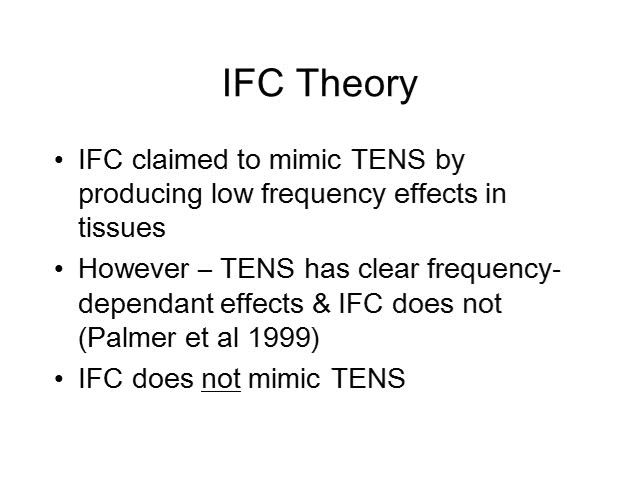 IFC Theory
• IFC claimed to mimic TENS by
producing low frequency effects in
tissues
• However – TENS has clear frequency-
dependant effects & IFC does not
(Palmer et al 1999)
• IFC does not mimic TENS